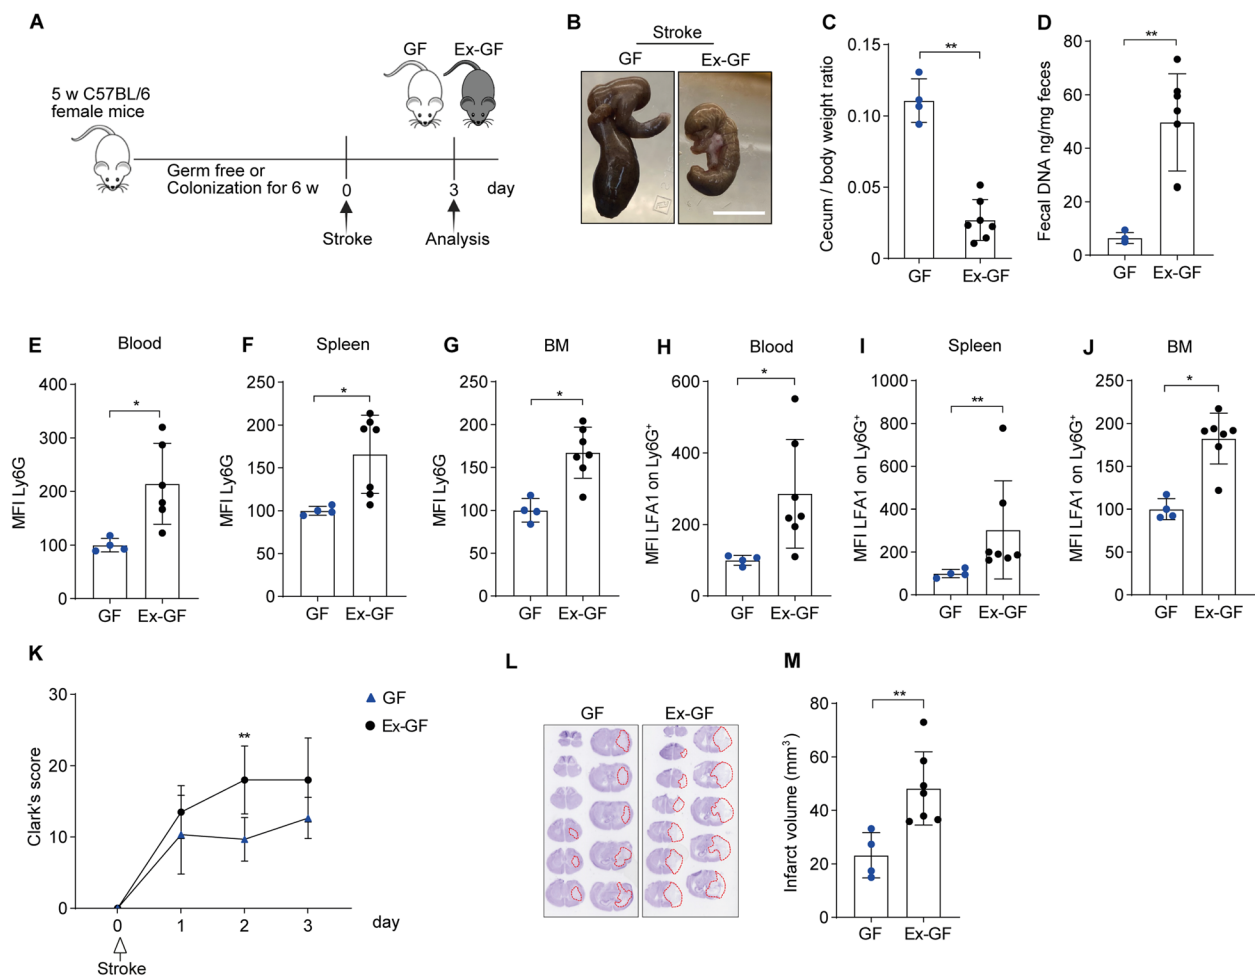 A
GF
Ex-GF
5 w C57BL/6
female mice
Germ free or
Colonization for 6 w
0
3
day
Stroke
Analysis
B
Stroke
GF
Ex-GF
C
Cecum / body weight ratio
0.15
0.10
0.05
0
**
GF
Ex-GF
D
Fecal DNA ng/mg feces
80
60
40
20
0
**
GF
Ex-GF
E
Blood
MFI Ly6G
400
300
200
100
0
*
GF
Ex-GF
F
Spleen
MFI Ly6G
250
200
150
100
50
0
*
GF
Ex-GF
G
BM
MFI Ly6G
250
200
150
100
50
0
*
GF
Ex-GF
H
Blood
MFI LFA1 on Ly6G⁺
600
400
200
0
*
GF
Ex-GF
I
Spleen
MFI LFA1 on Ly6G⁺
1000
800
600
400
200
0
**
GF
Ex-GF
J
BM
MFI LFA1 on Ly6G⁺
250
200
150
100
50
0
*
GF
Ex-GF
K
Clark's score
30
20
10
0
**
GF
Ex-GF
0
1
2
3
day
Stroke
L
GF
Ex-GF
M
Infarct volume (mm³)
80
60
40
20
0
**
GF
Ex-GF